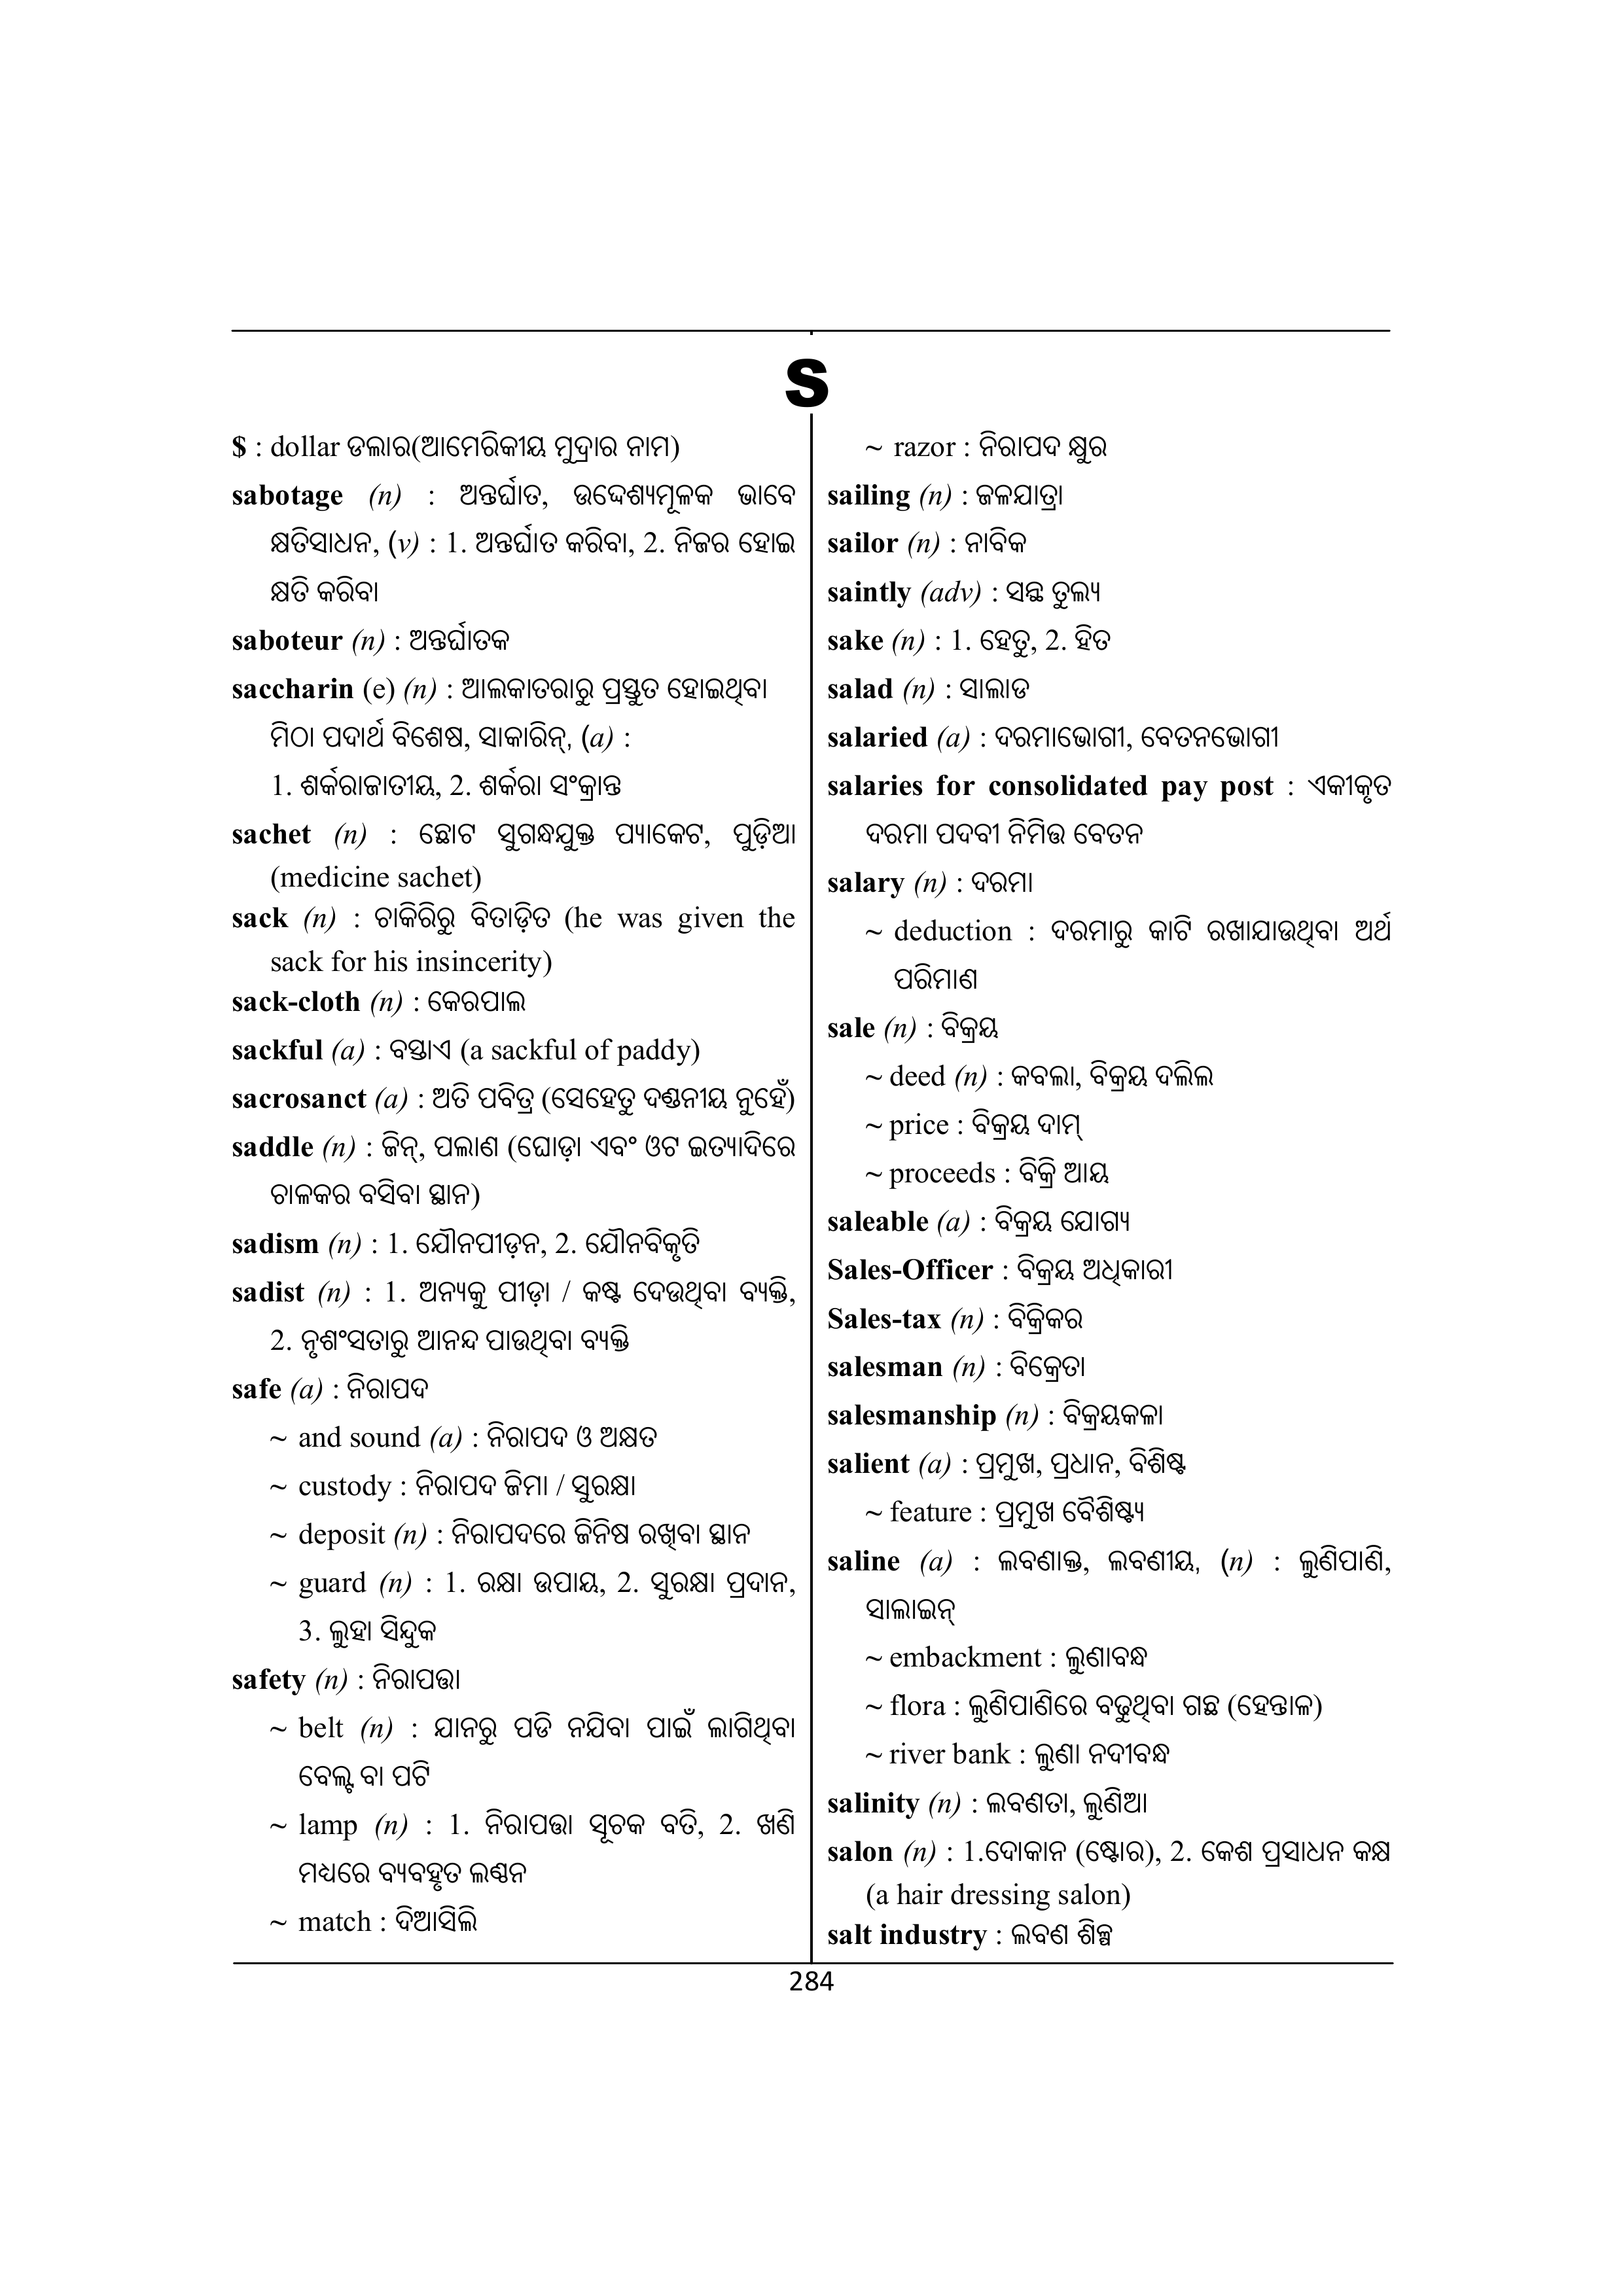 S
$ : dollar ଡଲାର(ଆମେରିକୀୟ ମୁଦ୍ରାର ନାମ)
sabotage (n) : ଅନ୍ତର୍ଘାତ, ଉଦ୍ଦେଶ୍ୟମୂଳକ ଭାବେ
କ୍ଷତିସାଧନ, (v) : 1. ଅନ୍ତର୍ଘାତ କରିବା, 2. ନିଜର ହୋଇ
କ୍ଷତି କରିବା
saboteur (n) : ଅନ୍ତର୍ଘାତକ
saccharin (e) (n) : ଆଲକାତରାରୁ ପ୍ରସ୍ତୁତ ହୋଇଥିବା
ମିଠା ପଦାର୍ଥ ବିଶେଷ, ସାକାରିନ୍, (a) :
1. ଶର୍କରାଜାତୀୟ, 2. ଶର୍କରା ସଂକ୍ରାନ୍ତ
sachet (n) : ଛୋଟ ସୁଗନ୍ଧଯୁକ୍ତ ପ୍ୟାକେଟ, ପୁଡ଼ିଆ
(medicine sachet)
sack (n) : ଚାକିରିରୁ ବିତାଡ଼ିତ (he was given the
sack for his insincerity)
sack-cloth (n) : କେରପାଲ
sackful (a) : ବସ୍ତାଏ (a sackful of paddy)
sacrosanct (a) : ଅତି ପବିତ୍ର (ସେହେତୁ ଦଣ୍ଡନୀୟ ନୁହେଁ)
saddle (n) : ଜିନ୍, ପଲାଣ (ଘୋଡ଼ା ଏବଂ ଓଟ ଇତ୍ୟାଦିରେ
ଚାଳକର ବସିବା ସ୍ଥାନ)
sadism (n) : 1. ଯୌନପୀଡ଼ନ, 2. ଯୌନବିକୃତି
sadist (n) : 1. ଅନ୍ୟକୁ ପୀଡ଼ା / କଷ୍ଟ ଦେଉଥିବା ବ୍ୟକ୍ତି,
2. ନୃଶଂସତାରୁ ଆନନ୍ଦ ପାଉଥିବା ବ୍ୟକ୍ତି
safe (a) : ନିରାପଦ
~ and sound (a) : ନିରାପଦ ଓ ଅକ୍ଷତ
~ custody : ନିରାପଦ ଜିମା / ସୁରକ୍ଷା
~ deposit (n) : ନିରାପଦରେ ଜିନିଷ ରଖିବା ସ୍ଥାନ
~ guard (n) : 1. ରକ୍ଷା ଉପାୟ, 2. ସୁରକ୍ଷା ପ୍ରଦାନ,
3. ଲୁହା ସିନ୍ଦୁକ
safety (n) : ନିରାପତ୍ତା
~ belt (n) : ଯାନରୁ ପଡି ନଯିବା ପାଇଁ ଲାଗିଥିବା
ବେଲ୍ଟ ବା ପଟି
~ lamp (n) : 1. ନିରାପତ୍ତା ସୂଚକ ବତି, 2. ଖଣି
ମଧ୍ୟରେ ବ୍ୟବହୃତ ଲଣ୍ଠନ
~ match : ଦିଆସିଲି
~ razor : ନିରାପଦ କ୍ଷୁର
sailing (n) : ଜଳଯାତ୍ରା
sailor (n) : ନାବିକ
saintly (adv) : ସନ୍ଥ ତୁଲ୍ୟ
sake (n) : 1. ହେତୁ, 2. ହିତ
salad (n) : ସାଲାଡ
salaried (a) : ଦରମାଭୋଗୀ, ବେତନଭୋଗୀ
salaries for consolidated pay post : ଏକୀକୃତ
ଦରମା ପଦବୀ ନିମିତ୍ତ ବେତନ
salary (n) : ଦରମା
~ deduction : ଦରମାରୁ କାଟି ରଖାଯାଉଥିବା ଅର୍ଥ
ପରିମାଣ
sale (n) : ବିକ୍ରୟ
~ deed (n) : କବଲା, ବିକ୍ରୟ ଦଲିଲ
~ price : ବିକ୍ରୟ ଦାମ୍
~ proceeds : ବିକ୍ରି ଆୟ
saleable (a) : ବିକ୍ରୟ ଯୋଗ୍ୟ
Sales-Officer : ବିକ୍ରୟ ଅଧିକାରୀ
Sales-tax (n) : ବିକ୍ରିକର
salesman (n) : ବିକ୍ରେତା
salesmanship (n) : ବିକ୍ରୟକଳା
salient (a) : ପ୍ରମୁଖ, ପ୍ରଧାନ, ବିଶିଷ୍ଟ
~ feature : ପ୍ରମୁଖ ବୈଶିଷ୍ଟ୍ୟ
saline (a) : ଲବଣାକ୍ତ, ଲବଣୀୟ, (n) : ଲୁଣିପାଣି,
ସାଲାଇନ୍
~ embackment : ଲୁଣାବନ୍ଧ
~ flora : ଲୁଣିପାଣିରେ ବଢୁଥିବା ଗଛ (ହେନ୍ତାଳ)
~ river bank : ଲୁଣା ନଦୀବନ୍ଧ
salinity (n) : ଲବଣତା, ଲୁଣିଆ
salon (n) : 1.ଦୋକାନ (ଷ୍ଟୋର), 2. କେଶ ପ୍ରସାଧନ କକ୍ଷ
(a hair dressing salon)
salt industry : ଲବଣ ଶିଳ୍ପ
284